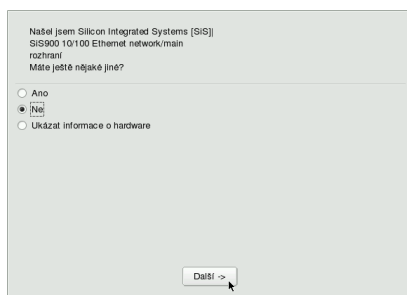 Našel jsem Silicon Integrated Systems [SiS]|
SiS900 10/100 Ethernet network/main
rozhraní
Máte ještě nějaké jiné?
Ano
Ne
Ukázat informace o hardware
Další ->